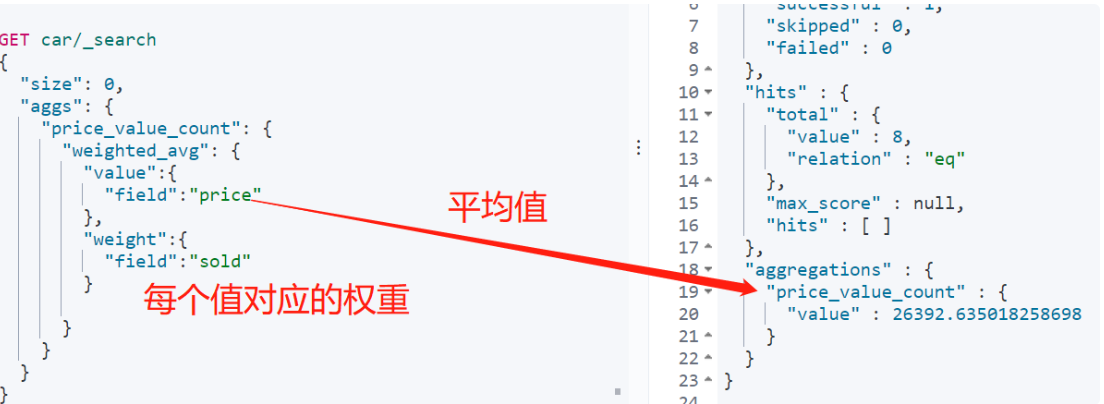 GET car/_search
{
"size": 0,
"aggs": {
"price_value_count": {
"weighted_avg": {
"value":{
"field":"price"
},
"weight":{
"field":"sold"
}
}
}
}
}
平均值
每个值对应的权重
6 "successful" : 1,
7 "skipped" : 0,
8 "failed" : 0
9 },
10 "hits" : {
11 "total" : {
12 "value" : 8,
13 "relation" : "eq"
14 },
15 "max_score" : null,
16 "hits" : [ ]
17 },
18 "aggregations" : {
19 "price_value_count" : {
20 "value" : 26392.635018258698
21 }
22 }
23 }
24